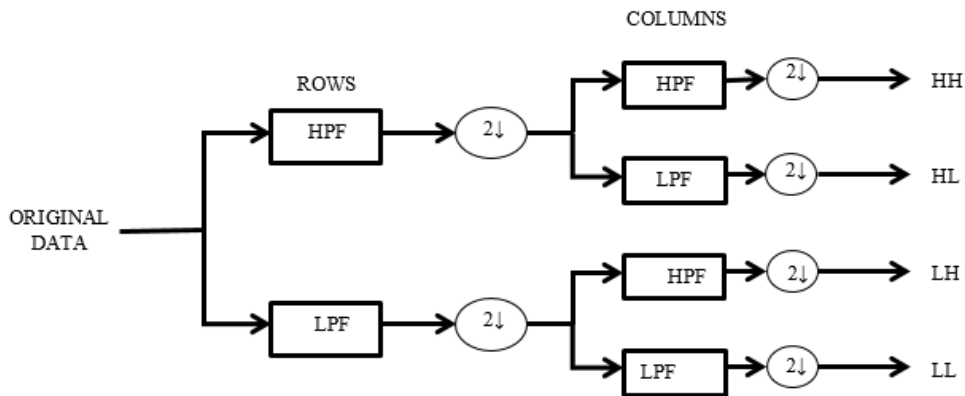 COLUMNS
ROWS
HPF
2↓
HH
HPF
2↓
LPF
2↓
HL
ORIGINAL
DATA
HPF
2↓
LH
LPF
2↓
LPF
2↓
LL